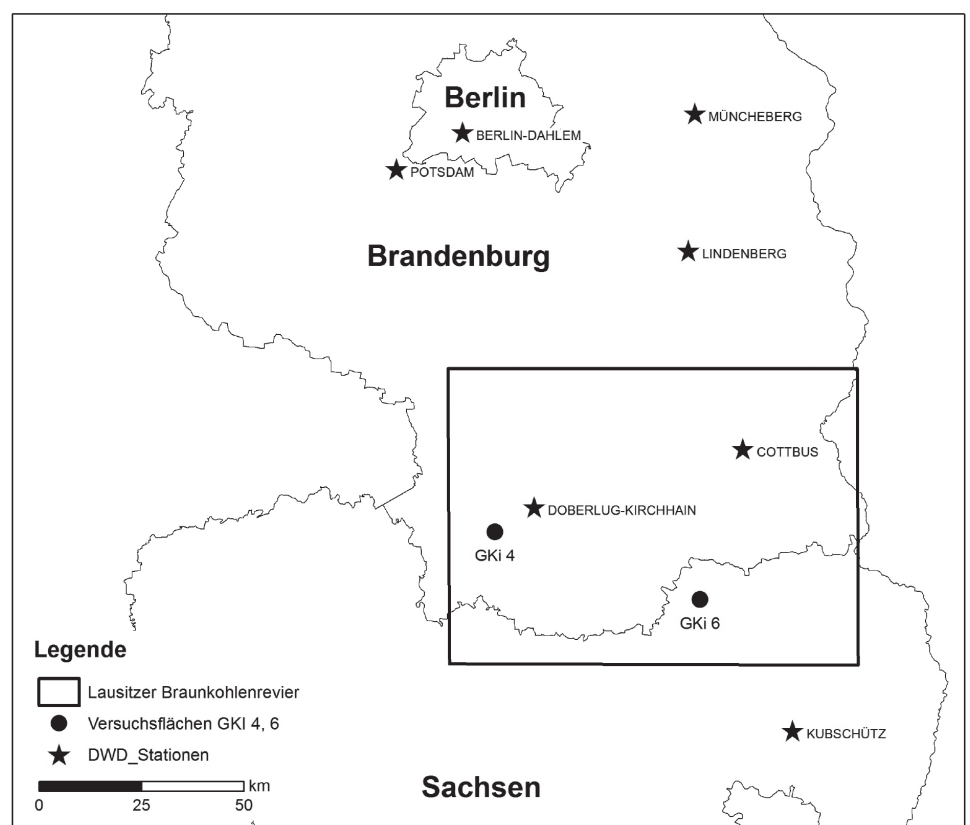 Berlin
BERLIN-DAHLEM
MÜNCHEBERG
POTSDAM
Brandenburg
LINDENBERG
COTTBUS
DOBERLUG-KIRCHHAIN
GKi 4
GKi 6
Legende
Lausitzer Braunkohlenrevier
Versuchsflächen GKI 4, 6
DWD_Stationen
km
0 25 50
KUBSCHÜTZ
Sachsen